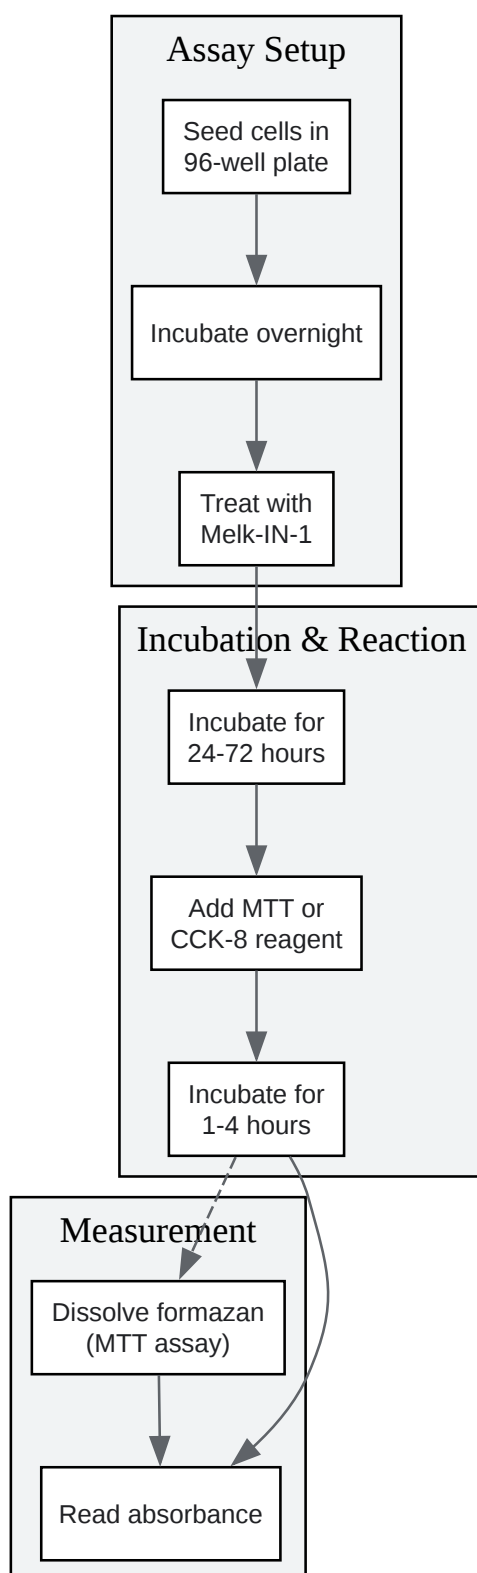 Assay Setup
Seed cells in
96-well plate
Incubate overnight
Treat with
Melk-IN-1
Incubation & Reaction
Incubate for
24-72 hours
Add MTT or
CCK-8 reagent
Incubate for
1-4 hours
Measurement
Dissolve formazan
(MTT assay)
Read absorbance